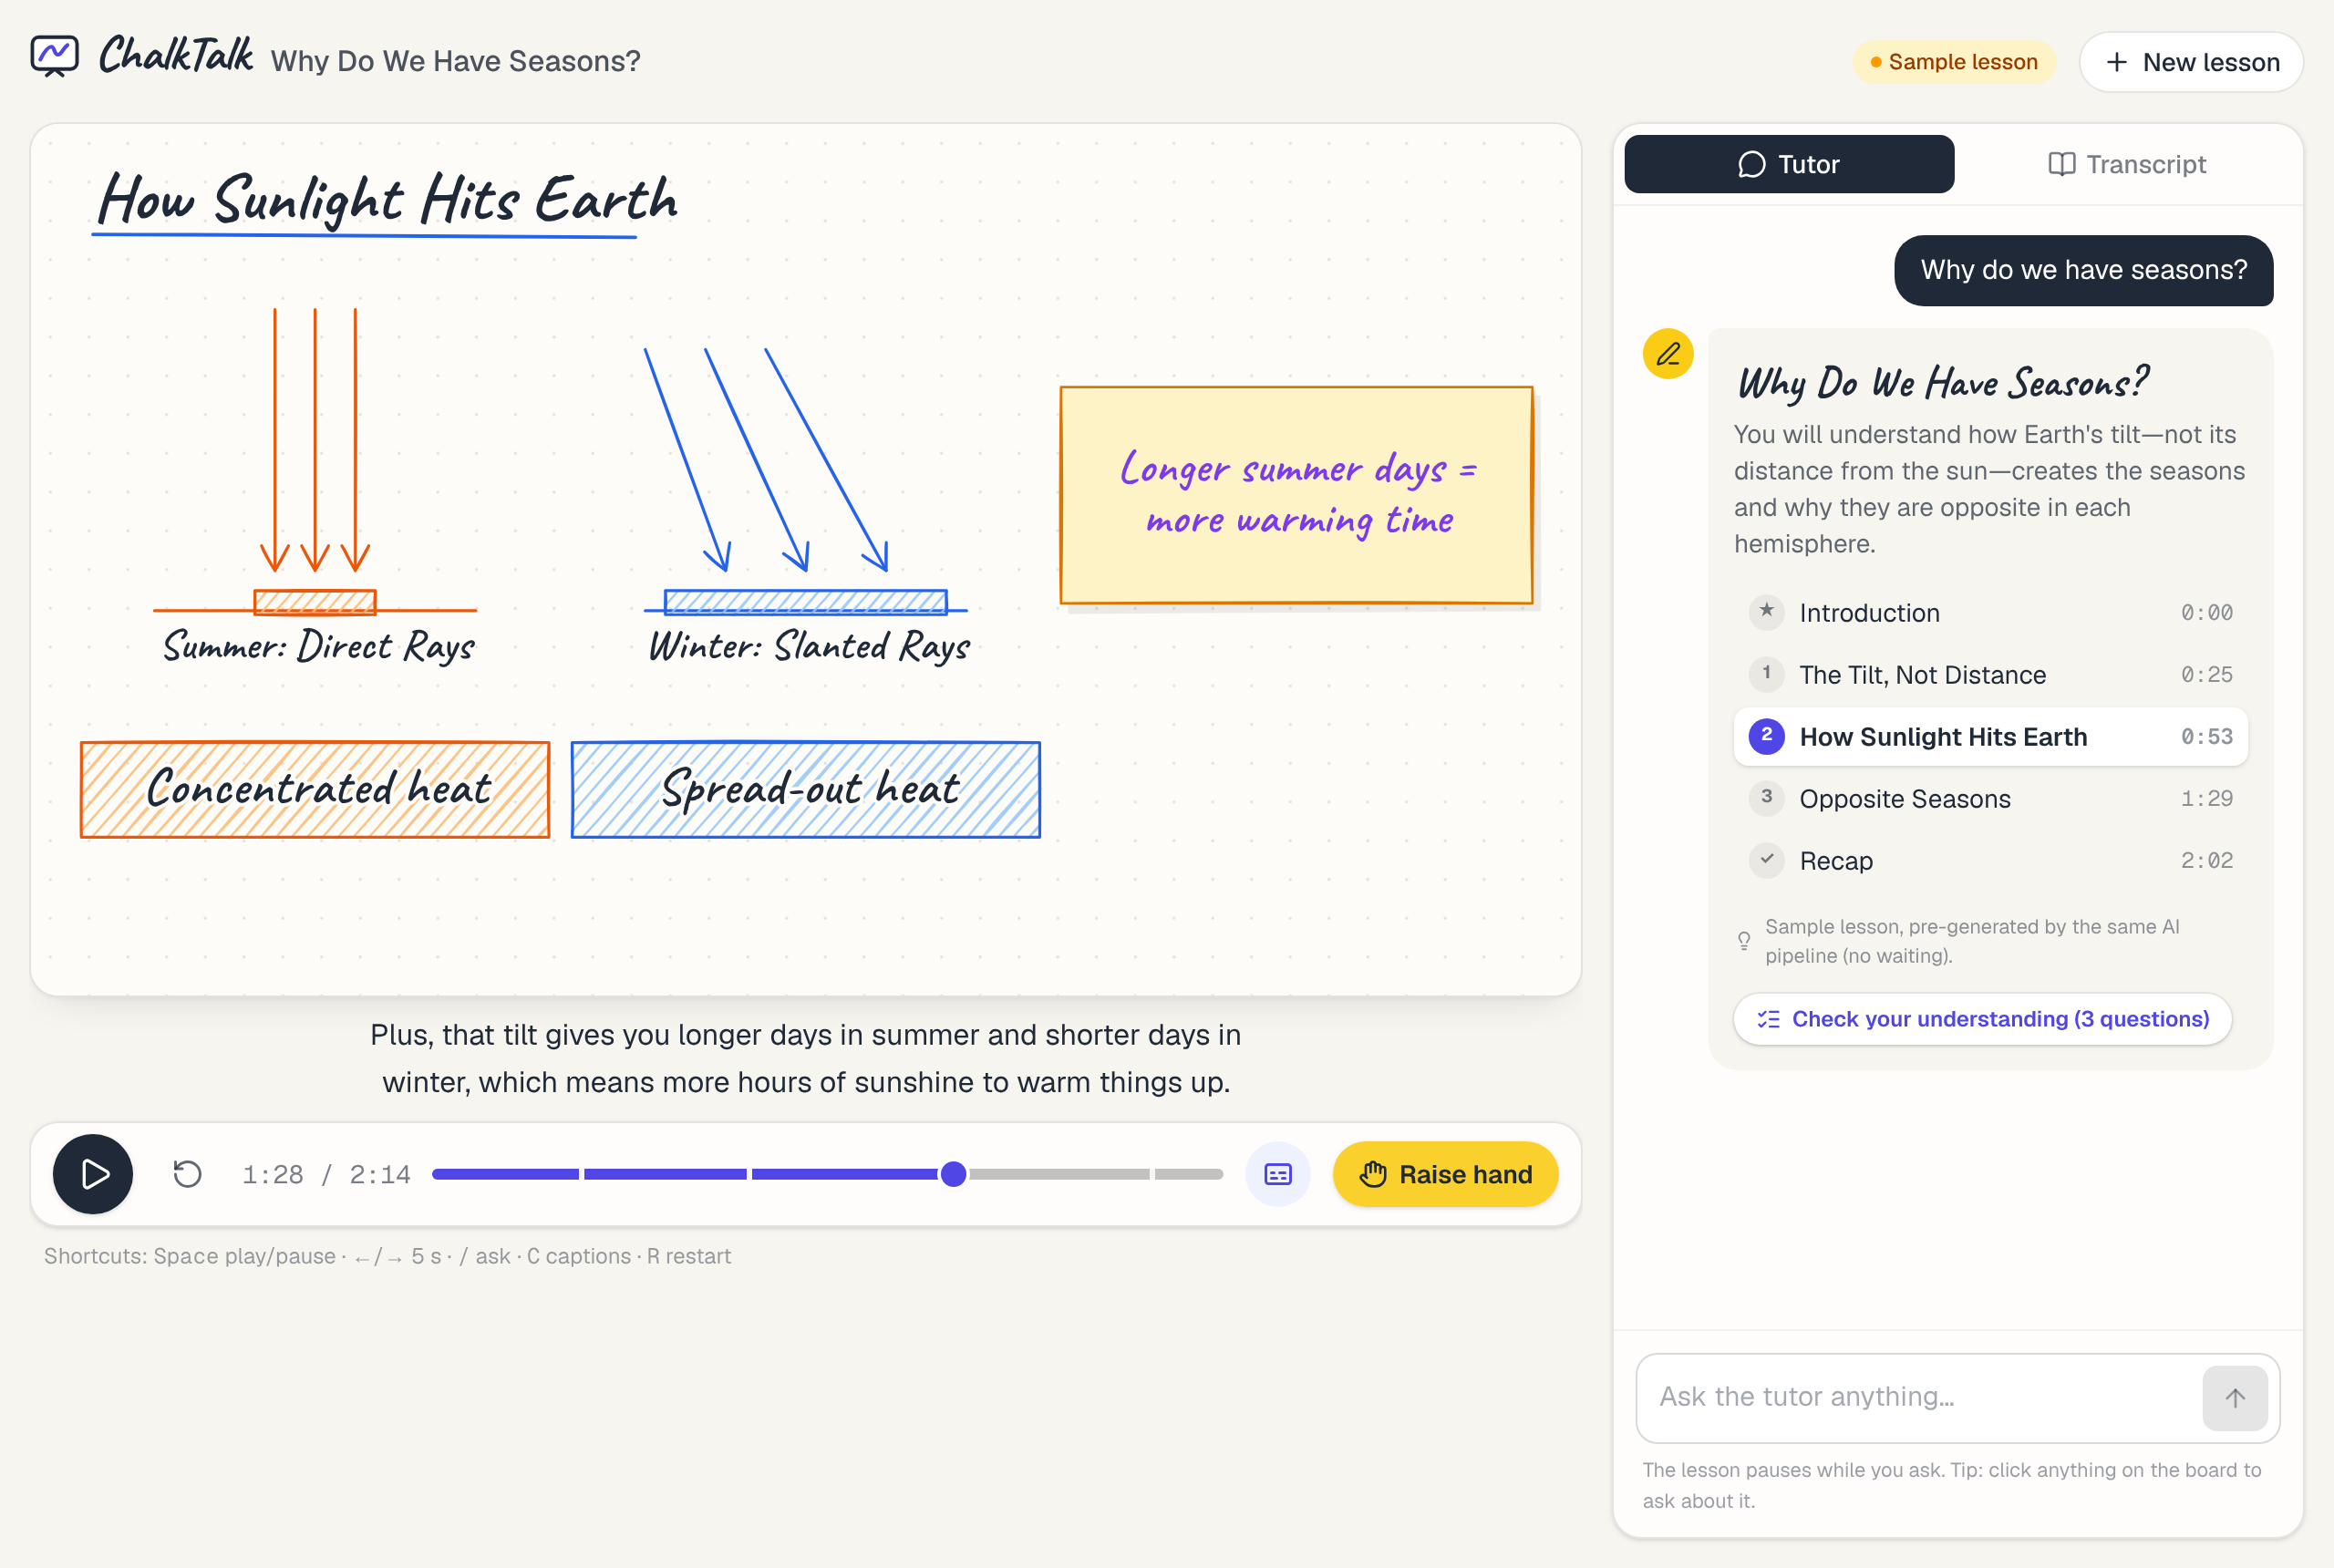 ChalkTalk Why Do We Have Seasons?
Sample lesson
New lesson
How Sunlight Hits Earth
Longer summer days =
more warming time
Summer: Direct Rays
Winter: Slanted Rays
Concentrated heat
Spread-out heat
Plus, that tilt gives you longer days in summer and shorter days in
winter, which means more hours of sunshine to warm things up.
1:28 / 2:14
Raise hand
Shortcuts: Space play/pause · ←/→ 5 s · / ask · C captions · R restart
Tutor
Transcript
Why do we have seasons?
Why Do We Have Seasons?
You will understand how Earth's tilt—not its
distance from the sun—creates the seasons
and why they are opposite in each
hemisphere.
Introduction 0:00
1 The Tilt, Not Distance 0:25
2 How Sunlight Hits Earth 0:53
3 Opposite Seasons 1:29
Recap 2:02
Sample lesson, pre-generated by the same AI
pipeline (no waiting).
Check your understanding (3 questions)
Ask the tutor anything...
The lesson pauses while you ask. Tip: click anything on the board to
ask about it.